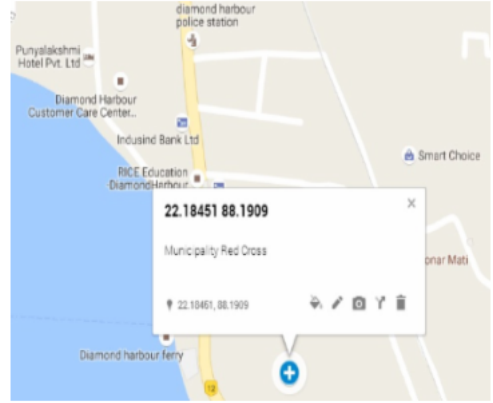 diamond harbour
police station
Punyalakshmi
Hotel Pvt. Ltd
Diamond Harbour
Customer Care Center...
Indusind Bank Ltd
Smart Choice
RICE Education
-DiamondHarbour
22.18451 88.1909
Municipality Red Cross
onar Mati
22.18451, 88.1909
Diamond harbour ferry
12